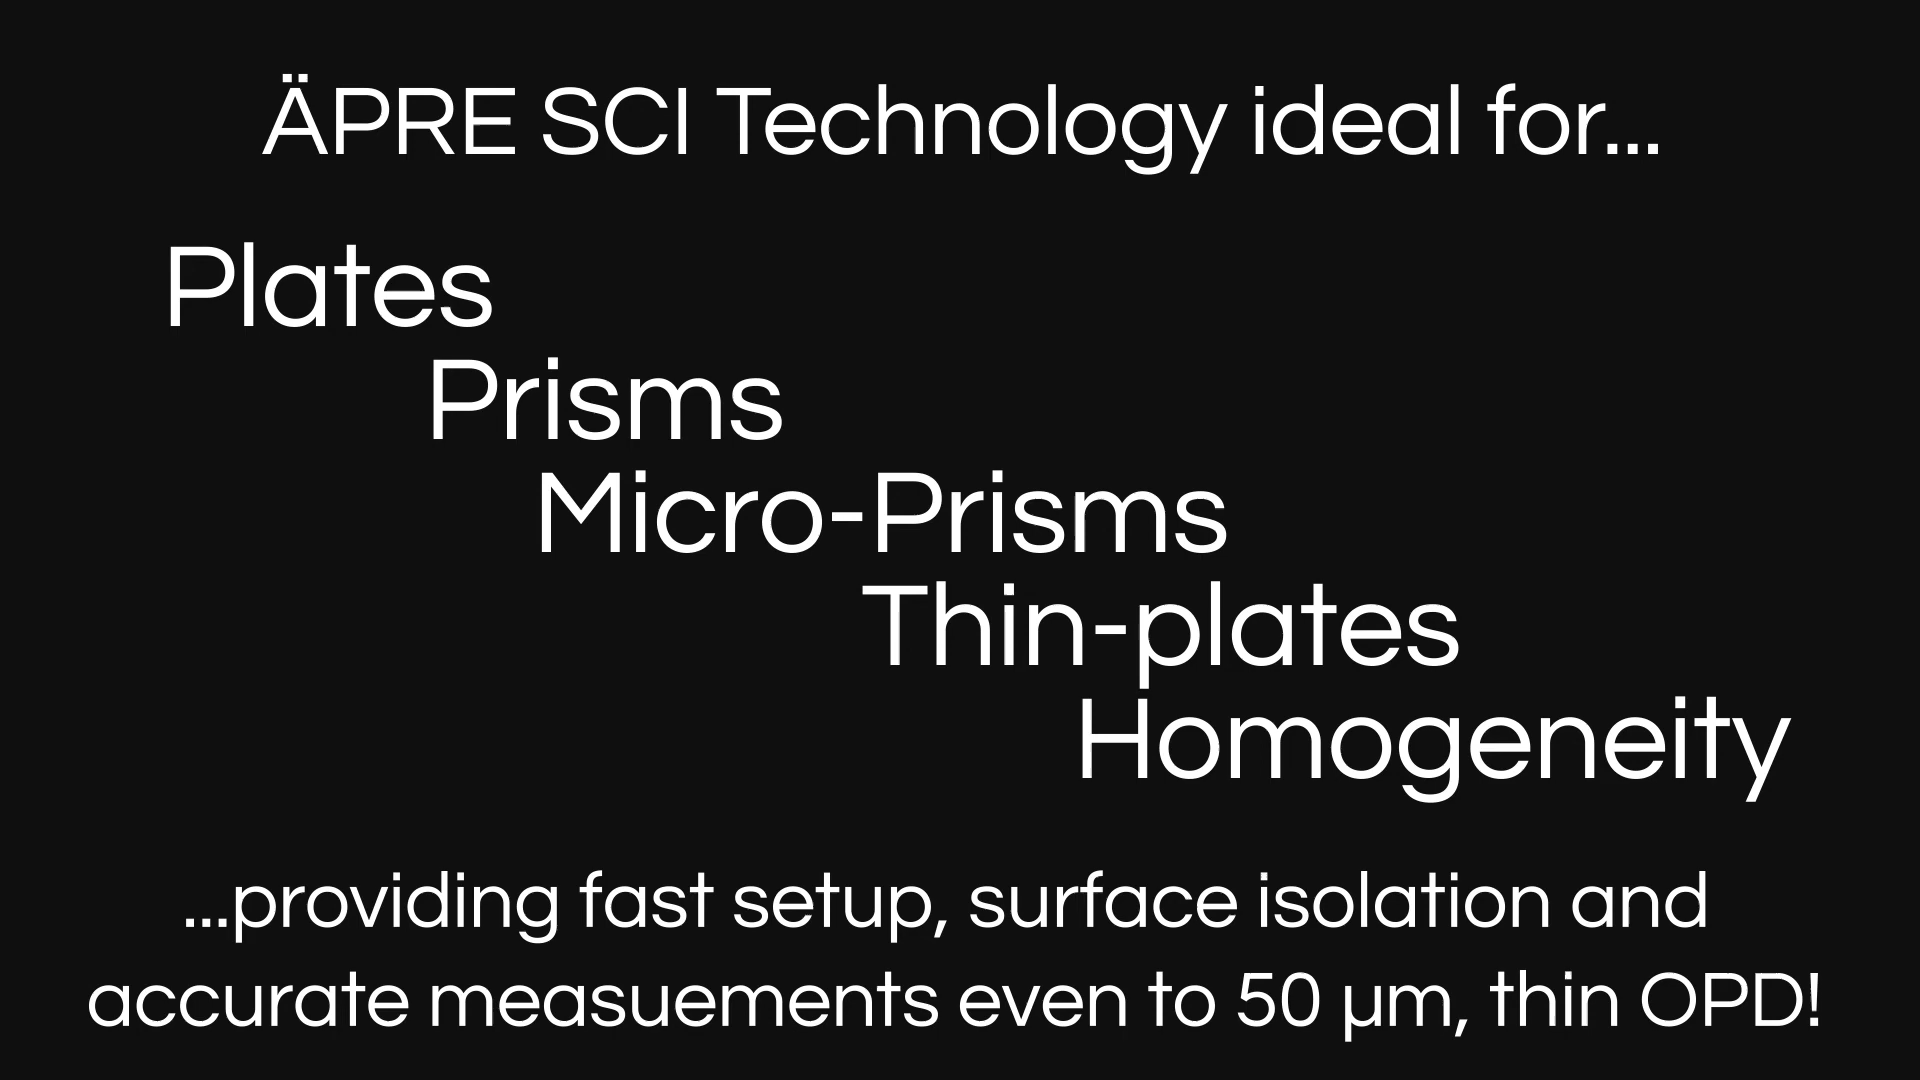 ÄPRE SCI Technology ideal for...
Plates
Prisms
Micro-Prisms
Thin-plates
Homogeneity
...providing fast setup, surface isolation and
accurate measuements even to 50 µm, thin OPD!